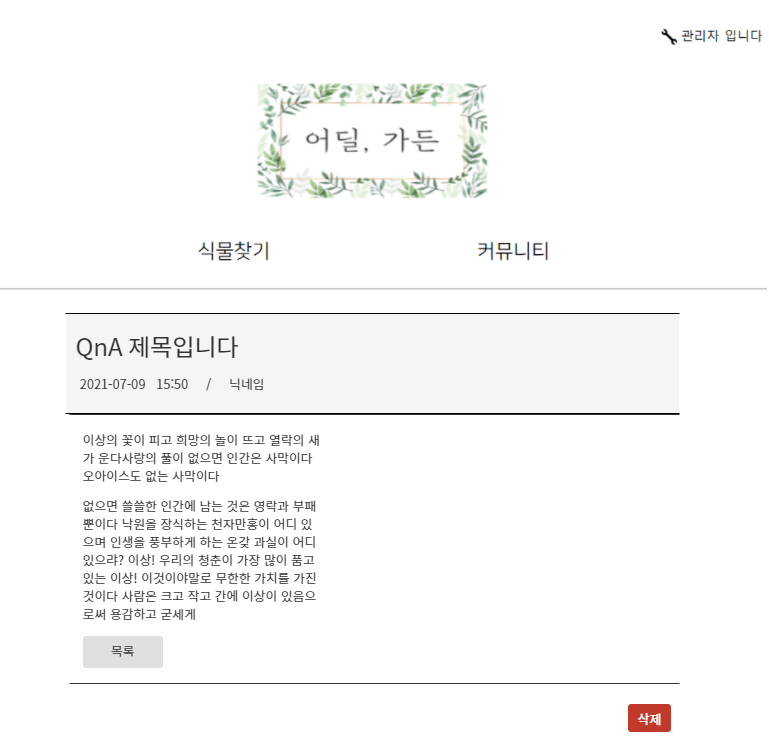 관리자 입니다
어딜, 가든
식물찾기 커뮤니티
QnA 제목입니다
2021-07-09 15:50 / 닉네임
이상의 꽃이 피고 희망의 놀이 뜨고 열락의 새
가 운다사랑의 풀이 없으면 인간은 사막이다
오아이스도 없는 사막이다
없으면 쓸쓸한 인간에 남는 것은 영락과 부패
뿐이다 낙원을 장식하는 천자만홍이 어디 있
으며 인생을 풍부하게 하는 온갖 과실이 어디
있으랴? 이상! 우리의 청춘이 가장 많이 품고
있는 이상! 이것이야말로 무한한 가치를 가진
것이다 사람은 크고 작고 간에 이상이 있음으
로써 용감하고 굳세게
목록
삭제